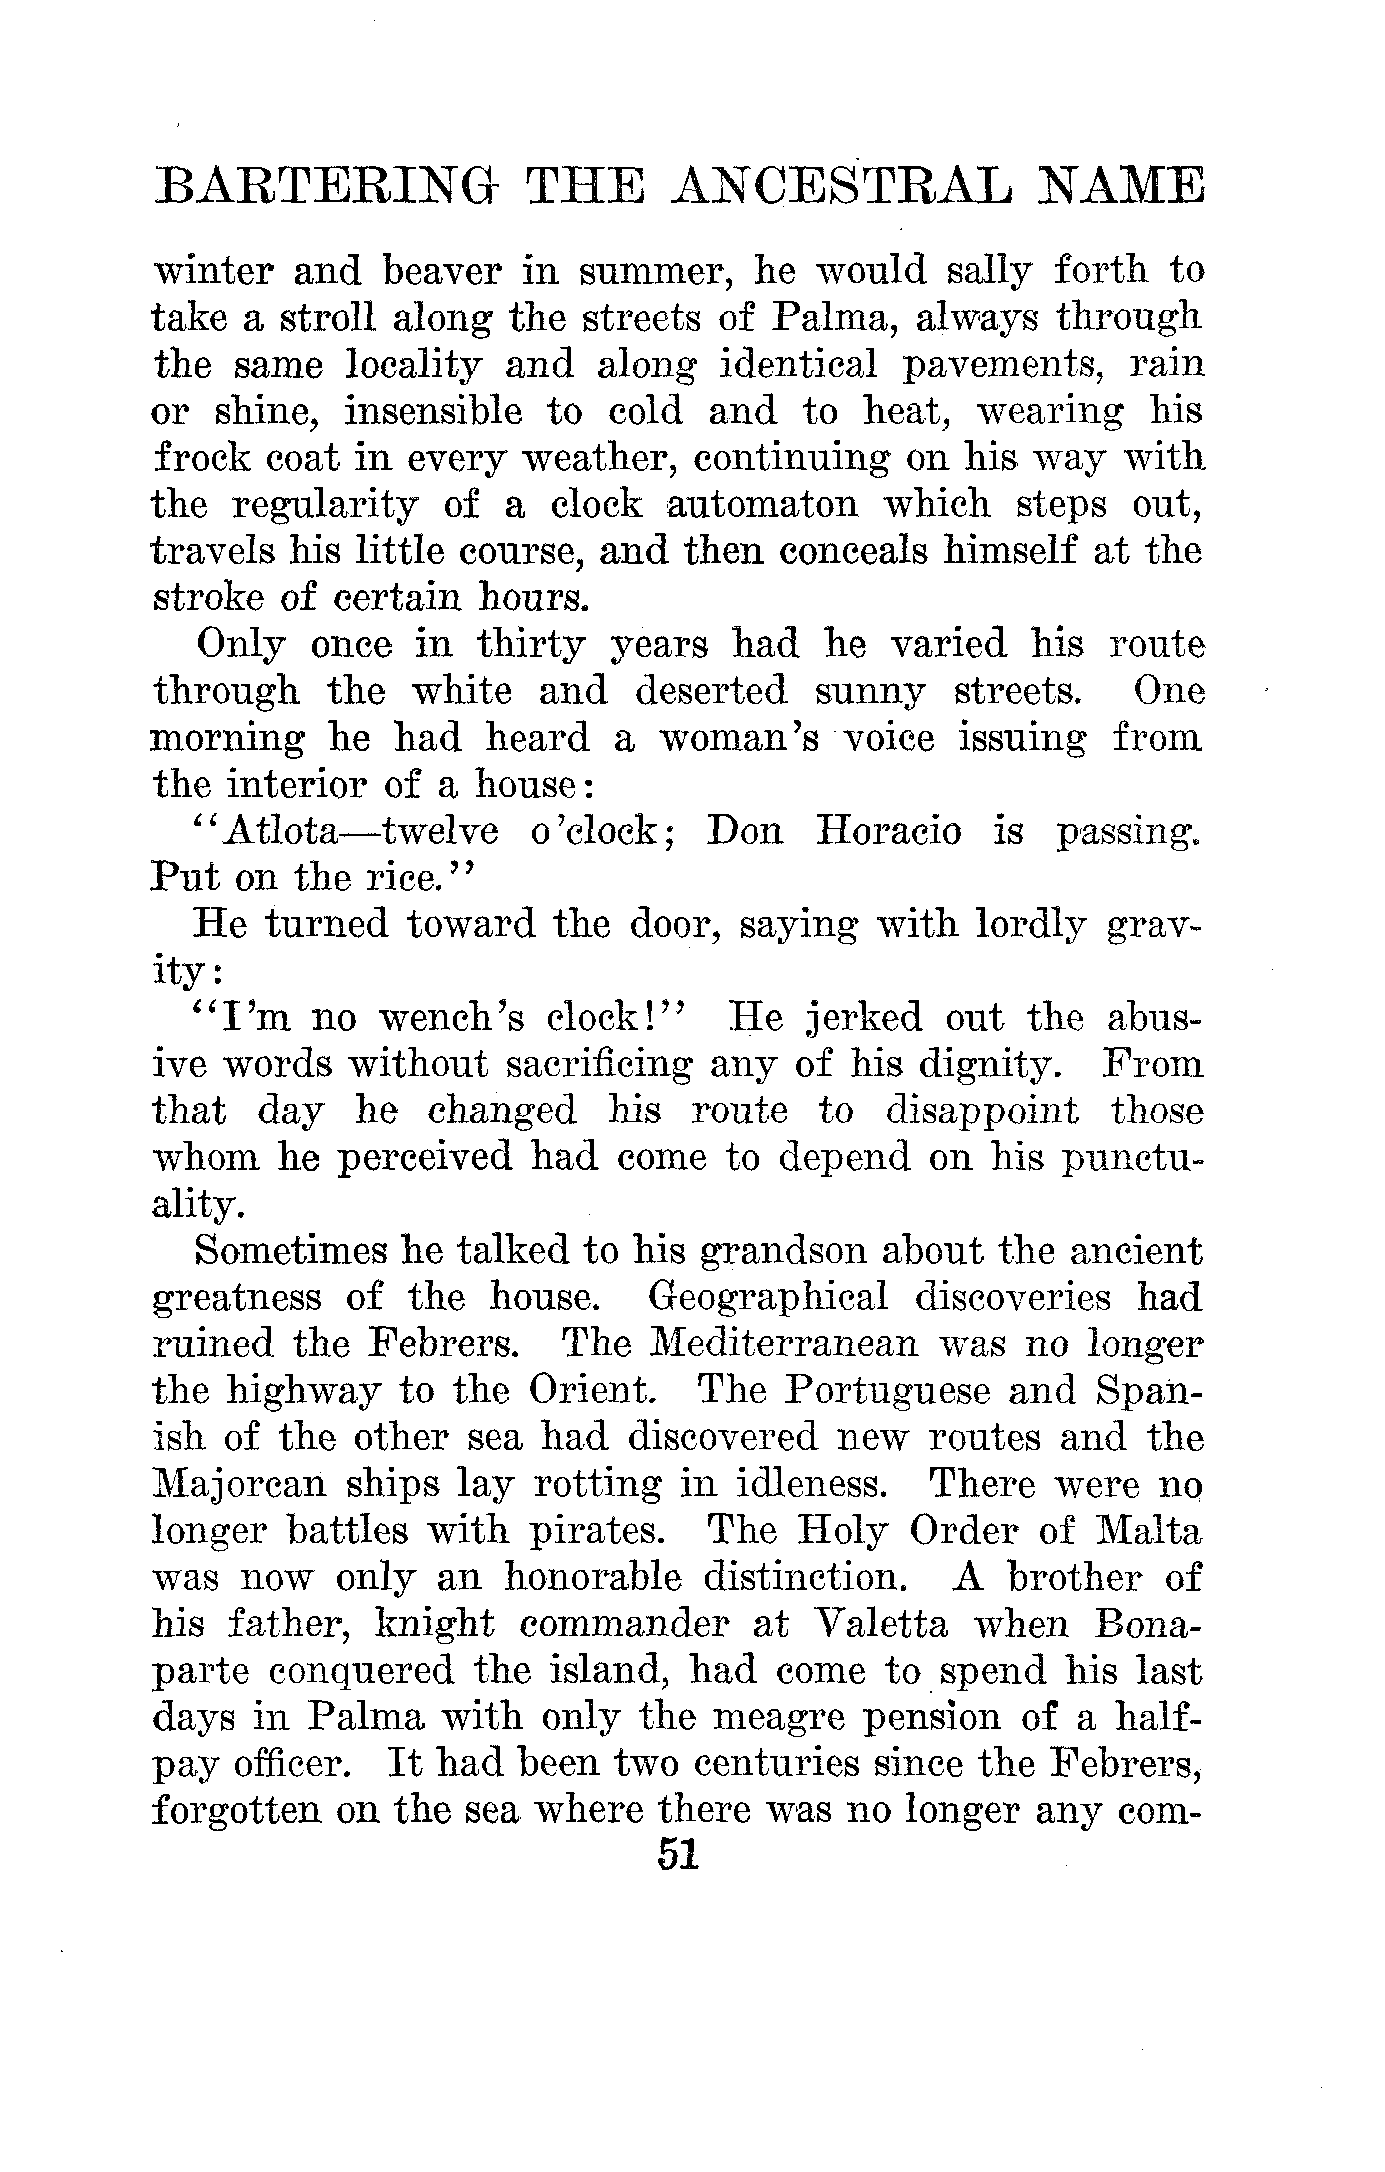 BARTERING THE ANCESTRAL NAME
winter and beaver in summer, he would sally forth to
take a stroll along the streets of Palma, always through
the same locality and along identical pavements, rain
or shine, insensible to cold and to heat, wearing his
frock coat in every weather, continuing on his way with
the regularity of a clock automaton which steps out,
travels his little course, and then conceals himself at the
stroke of certain hours.
Only once in thirty years had he varied his route
through the white and deserted sunny streets. One
morning he had heard a woman's voice issuing from
the interior of a house:
"Atlota—twelve o'clock; Don Horacio is passing.
Put on the rice."
He turned toward the door, saying with lordly grav-
ity:
"I'm no wench's clock!" He jerked out the abus-
ive words without sacrificing any of his dignity. From
that day he changed his route to disappoint those
whom he perceived had come to depend on his punctu-
ality.
Sometimes he talked to his grandson about the ancient
greatness of the house. Geographical discoveries had
ruined the Febrers. The Mediterranean was no longer
the highway to the Orient. The Portuguese and Span-
ish of the other sea had discovered new routes and the
Majorcan ships lay rotting in idleness. There were no
longer battles with pirates. The Holy Order of Malta
was now only an honorable distinction. A brother of
his father, knight commander at Valetta when Bona-
parte conquered the island, had come to spend his last
days in Palma with only the meagre pension of a half-
pay officer. It had been two centuries since the Febrers,
forgotten on the sea where there was no longer any com-
51